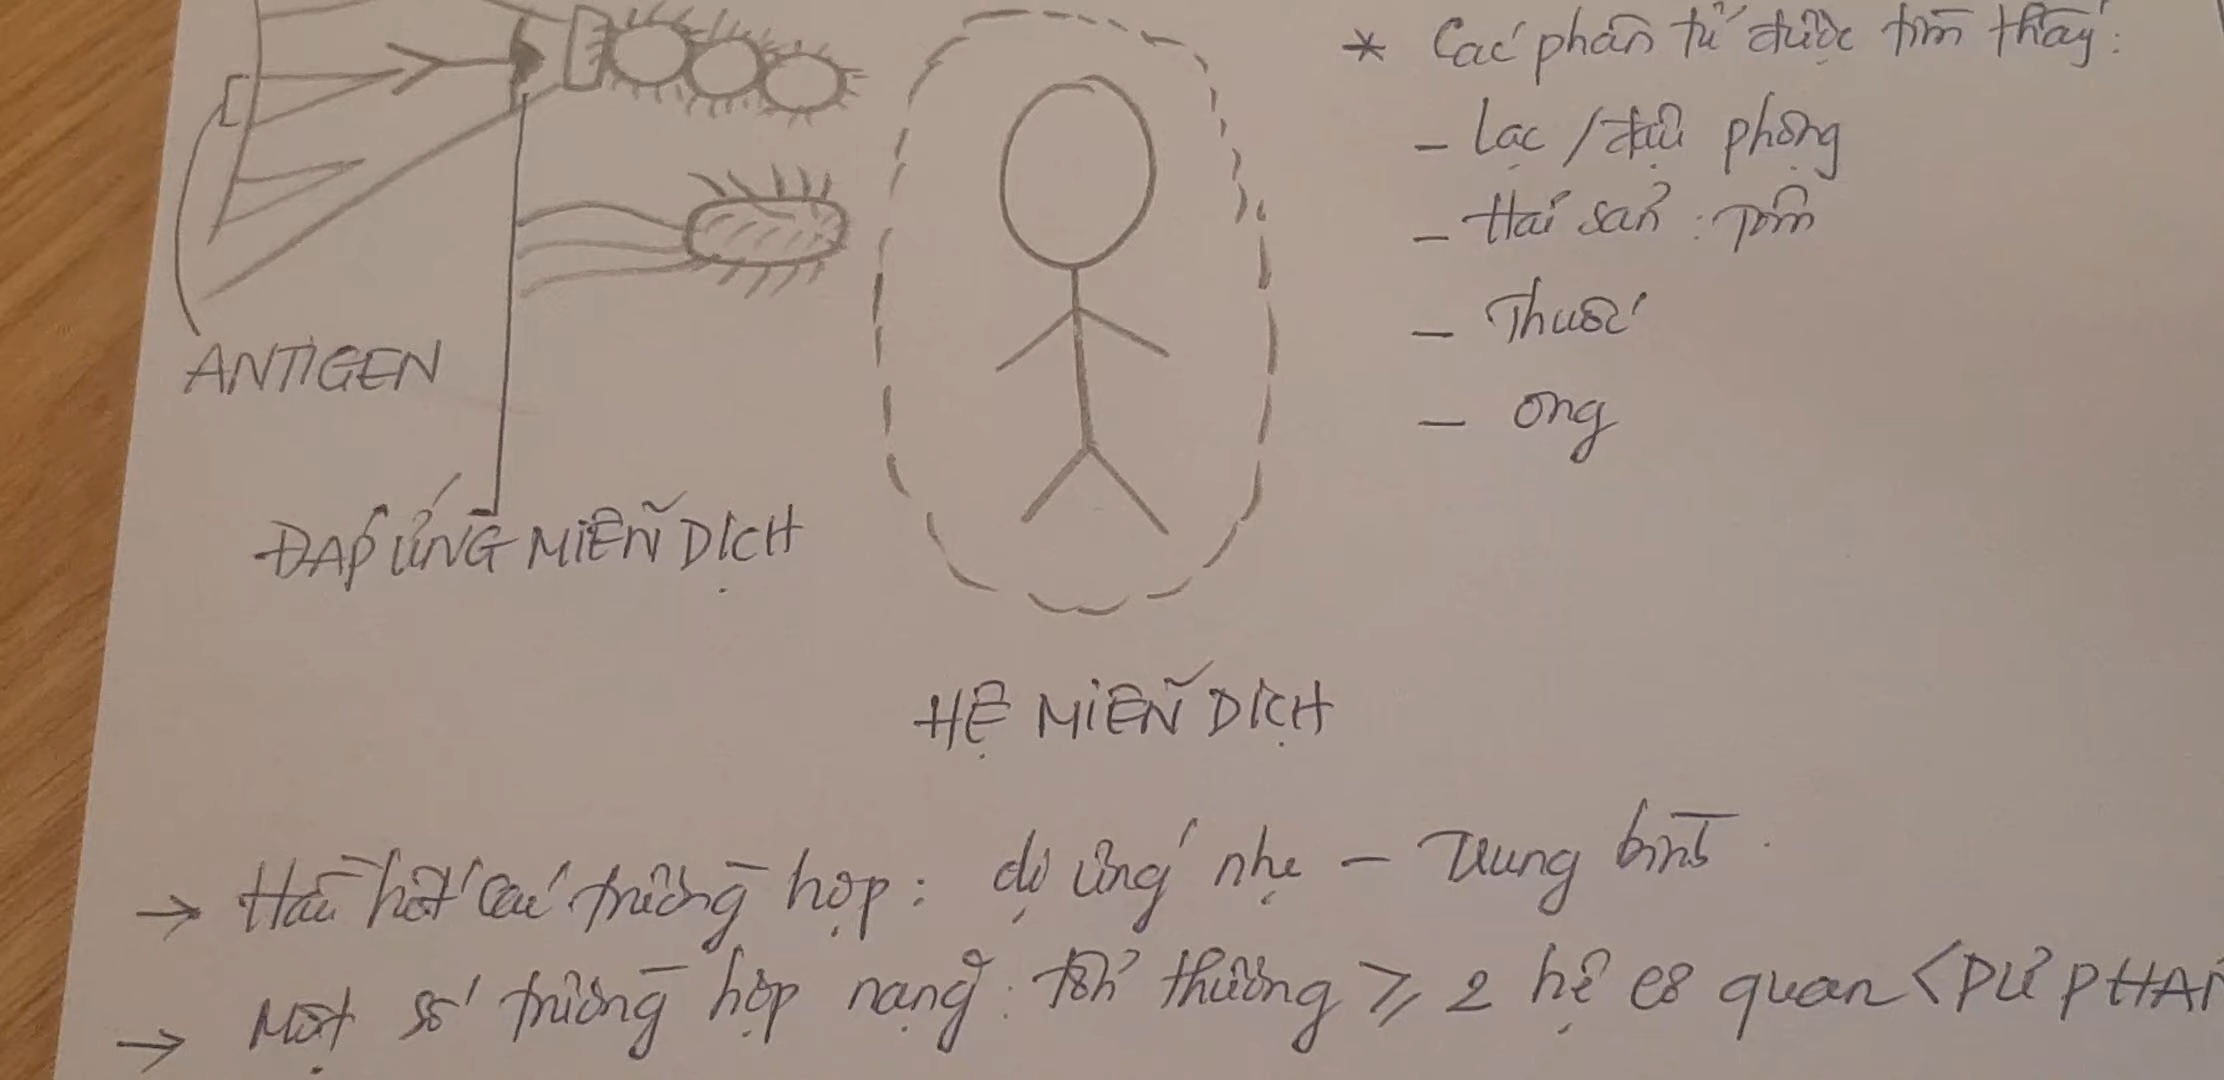 ANTIGEN
ĐÁP ỨNG MIỄN DỊCH
HỆ MIỄN DỊCH
* Các phân tử được tìm thấy:
- Lạc / đậu phộng
- Hải sản: Tôm
- Thuốc
- Ong
→ Hầu hết các trường hợp: dị ứng nhẹ - Trung bình.
→ Một số trường hợp nặng: tổn thương ≥ 2 hệ cơ quan <